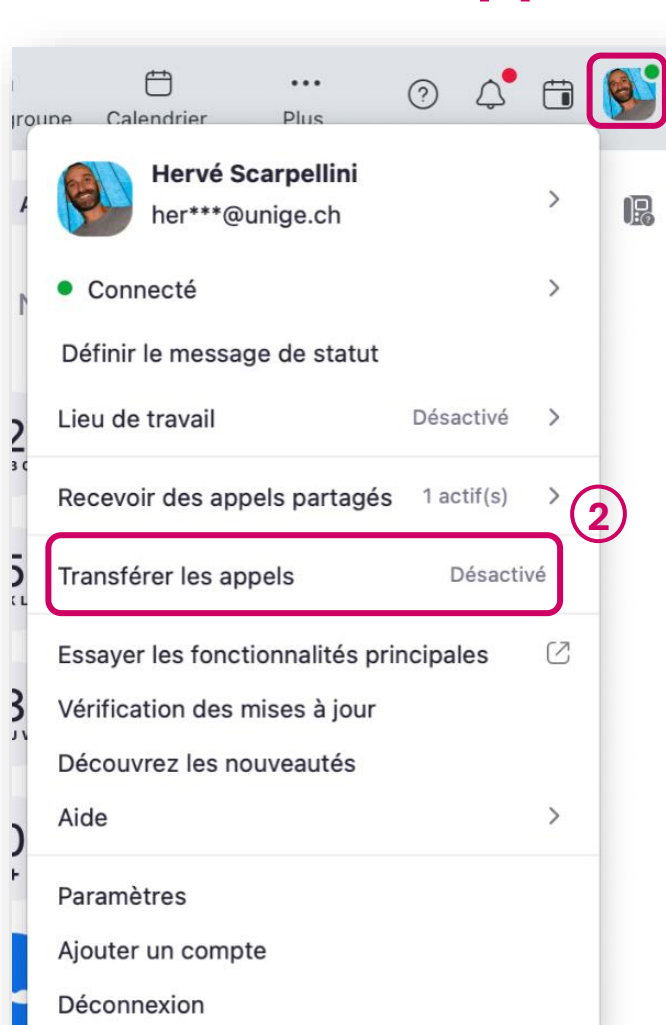 groupe Calendrier Plus
Hervé Scarpellini
her***@unige.ch
Connecté
Définir le message de statut
Lieu de travail Désactivé
Recevoir des appels partagés 1 actif(s)
2
Transférer les appels Désactivé
Essayer les fonctionnalités principales
Vérification des mises à jour
Découvrez les nouveautés
Aide
Paramètres
Ajouter un compte
Déconnexion